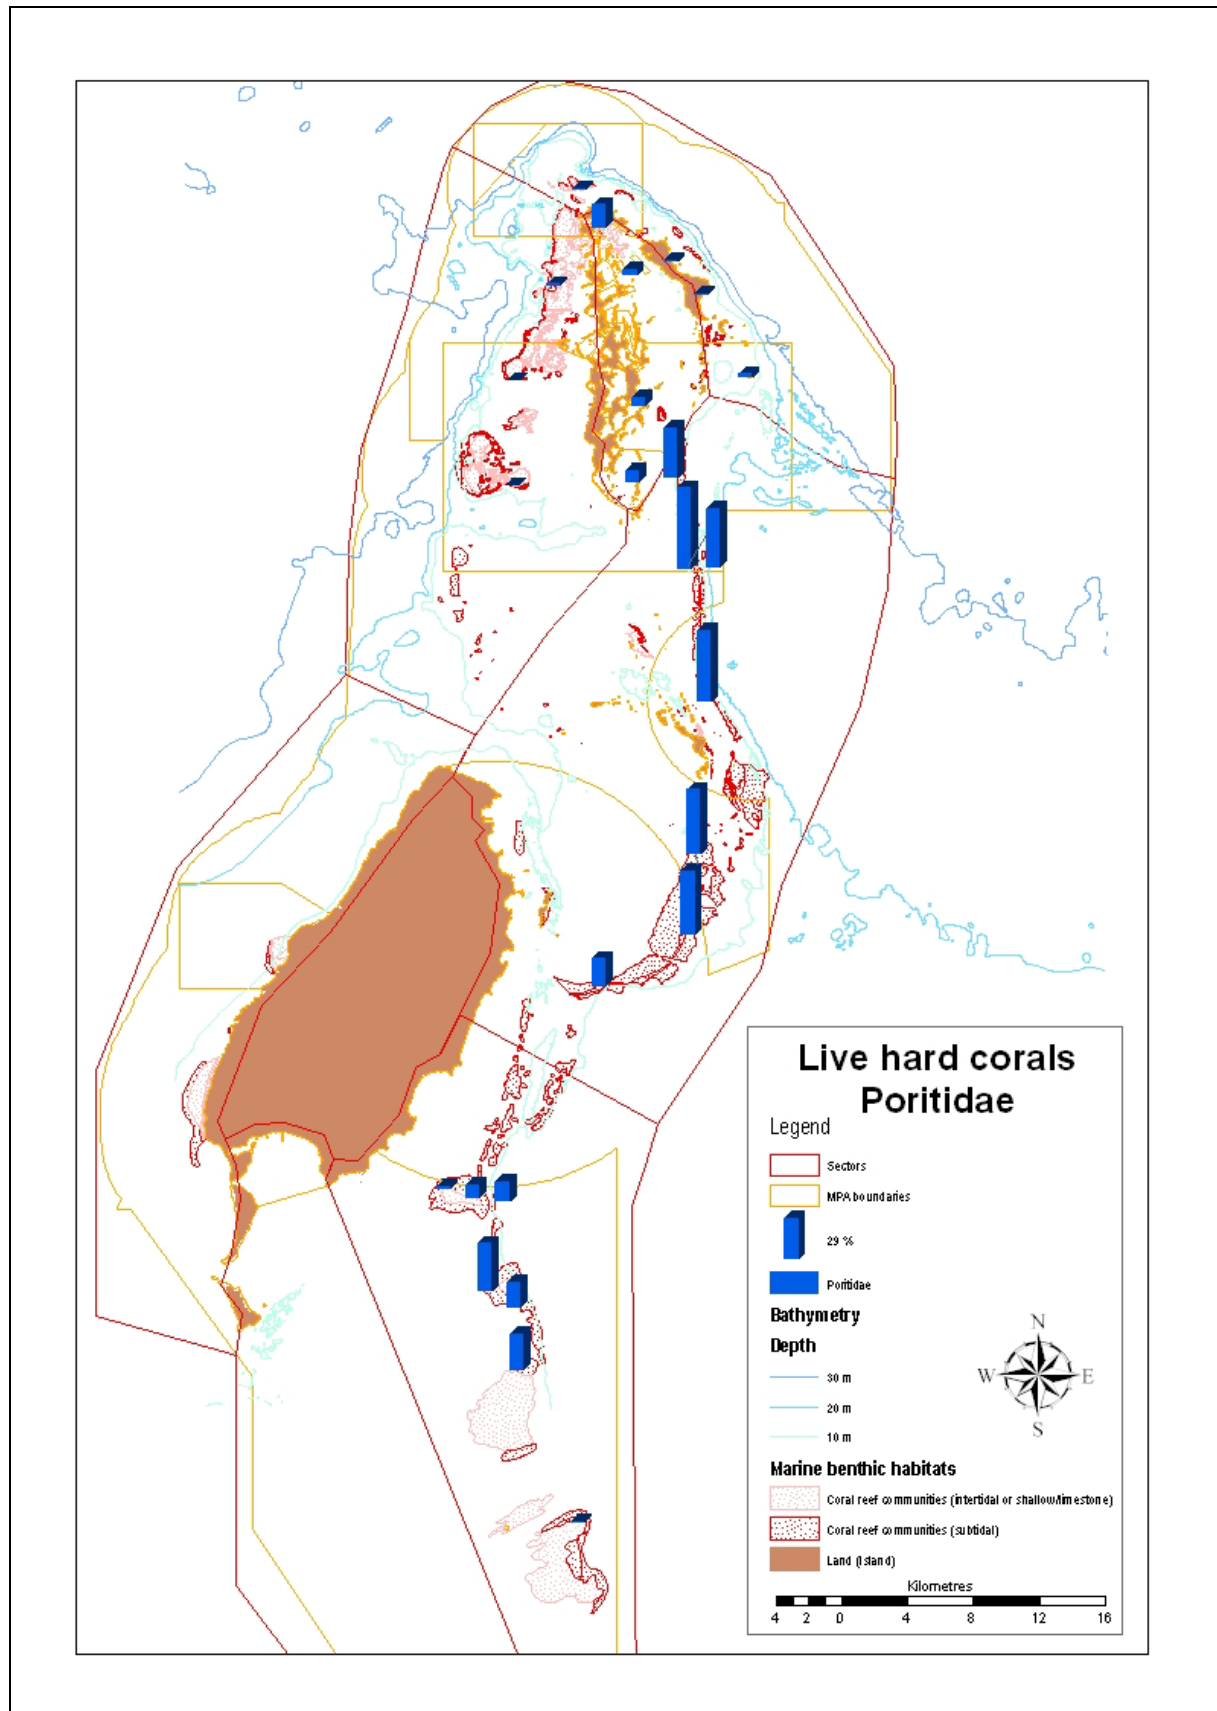 Live hard corals
Poritidae
Legend
Sectors
MPA boundaries
29 %
Poritidae
Bathymetry
Depth
30 m
20 m
10 m
N
W
E
S
Marine benthic habitats
Coral reef communities (intertidal or shallow/limestone)
Coral reef communities (subtidal)
Land (Island)
Kilometres
4 2 0 4 8 12 16